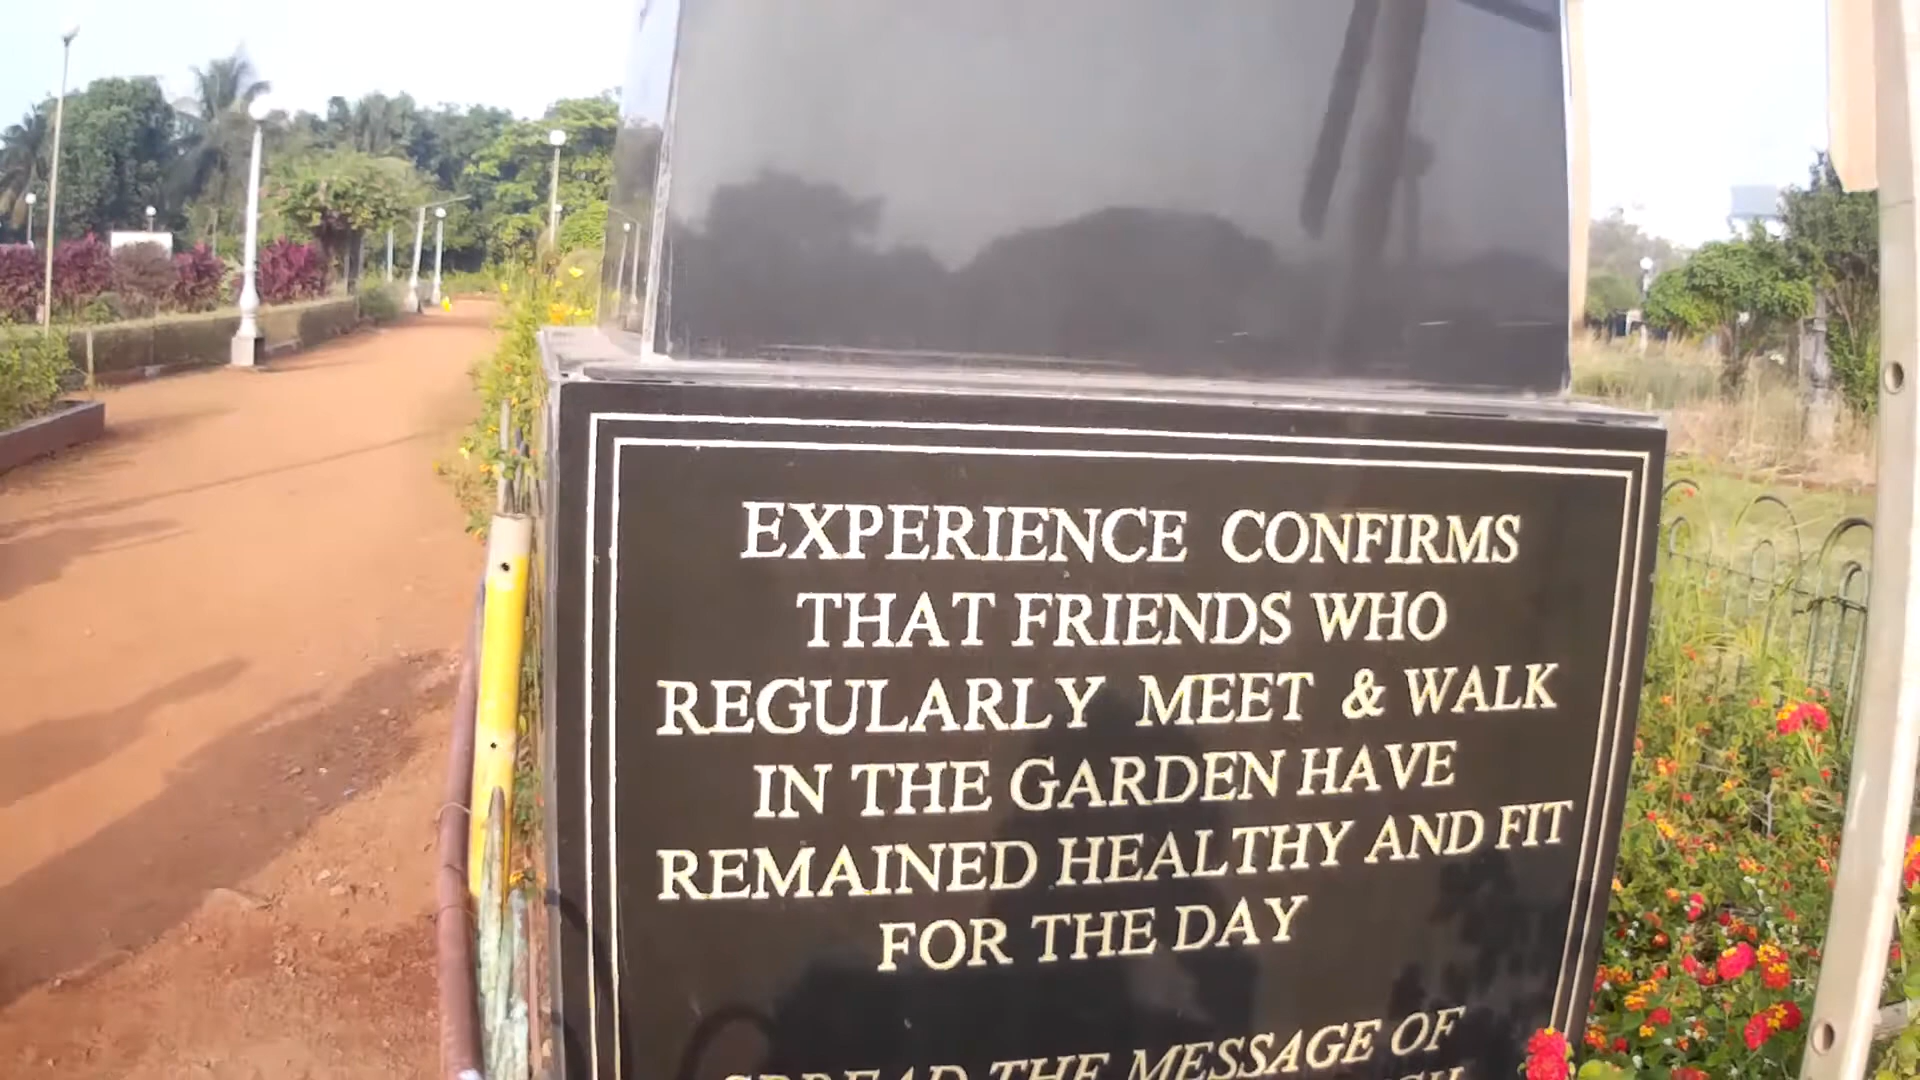 EXPERIENCE CONFIRMS
THAT FRIENDS WHO
REGULARLY MEET & WALK
IN THE GARDEN HAVE
REMAINED HEALTHY AND FIT
FOR THE DAY
SPREAD THE MESSAGE OF